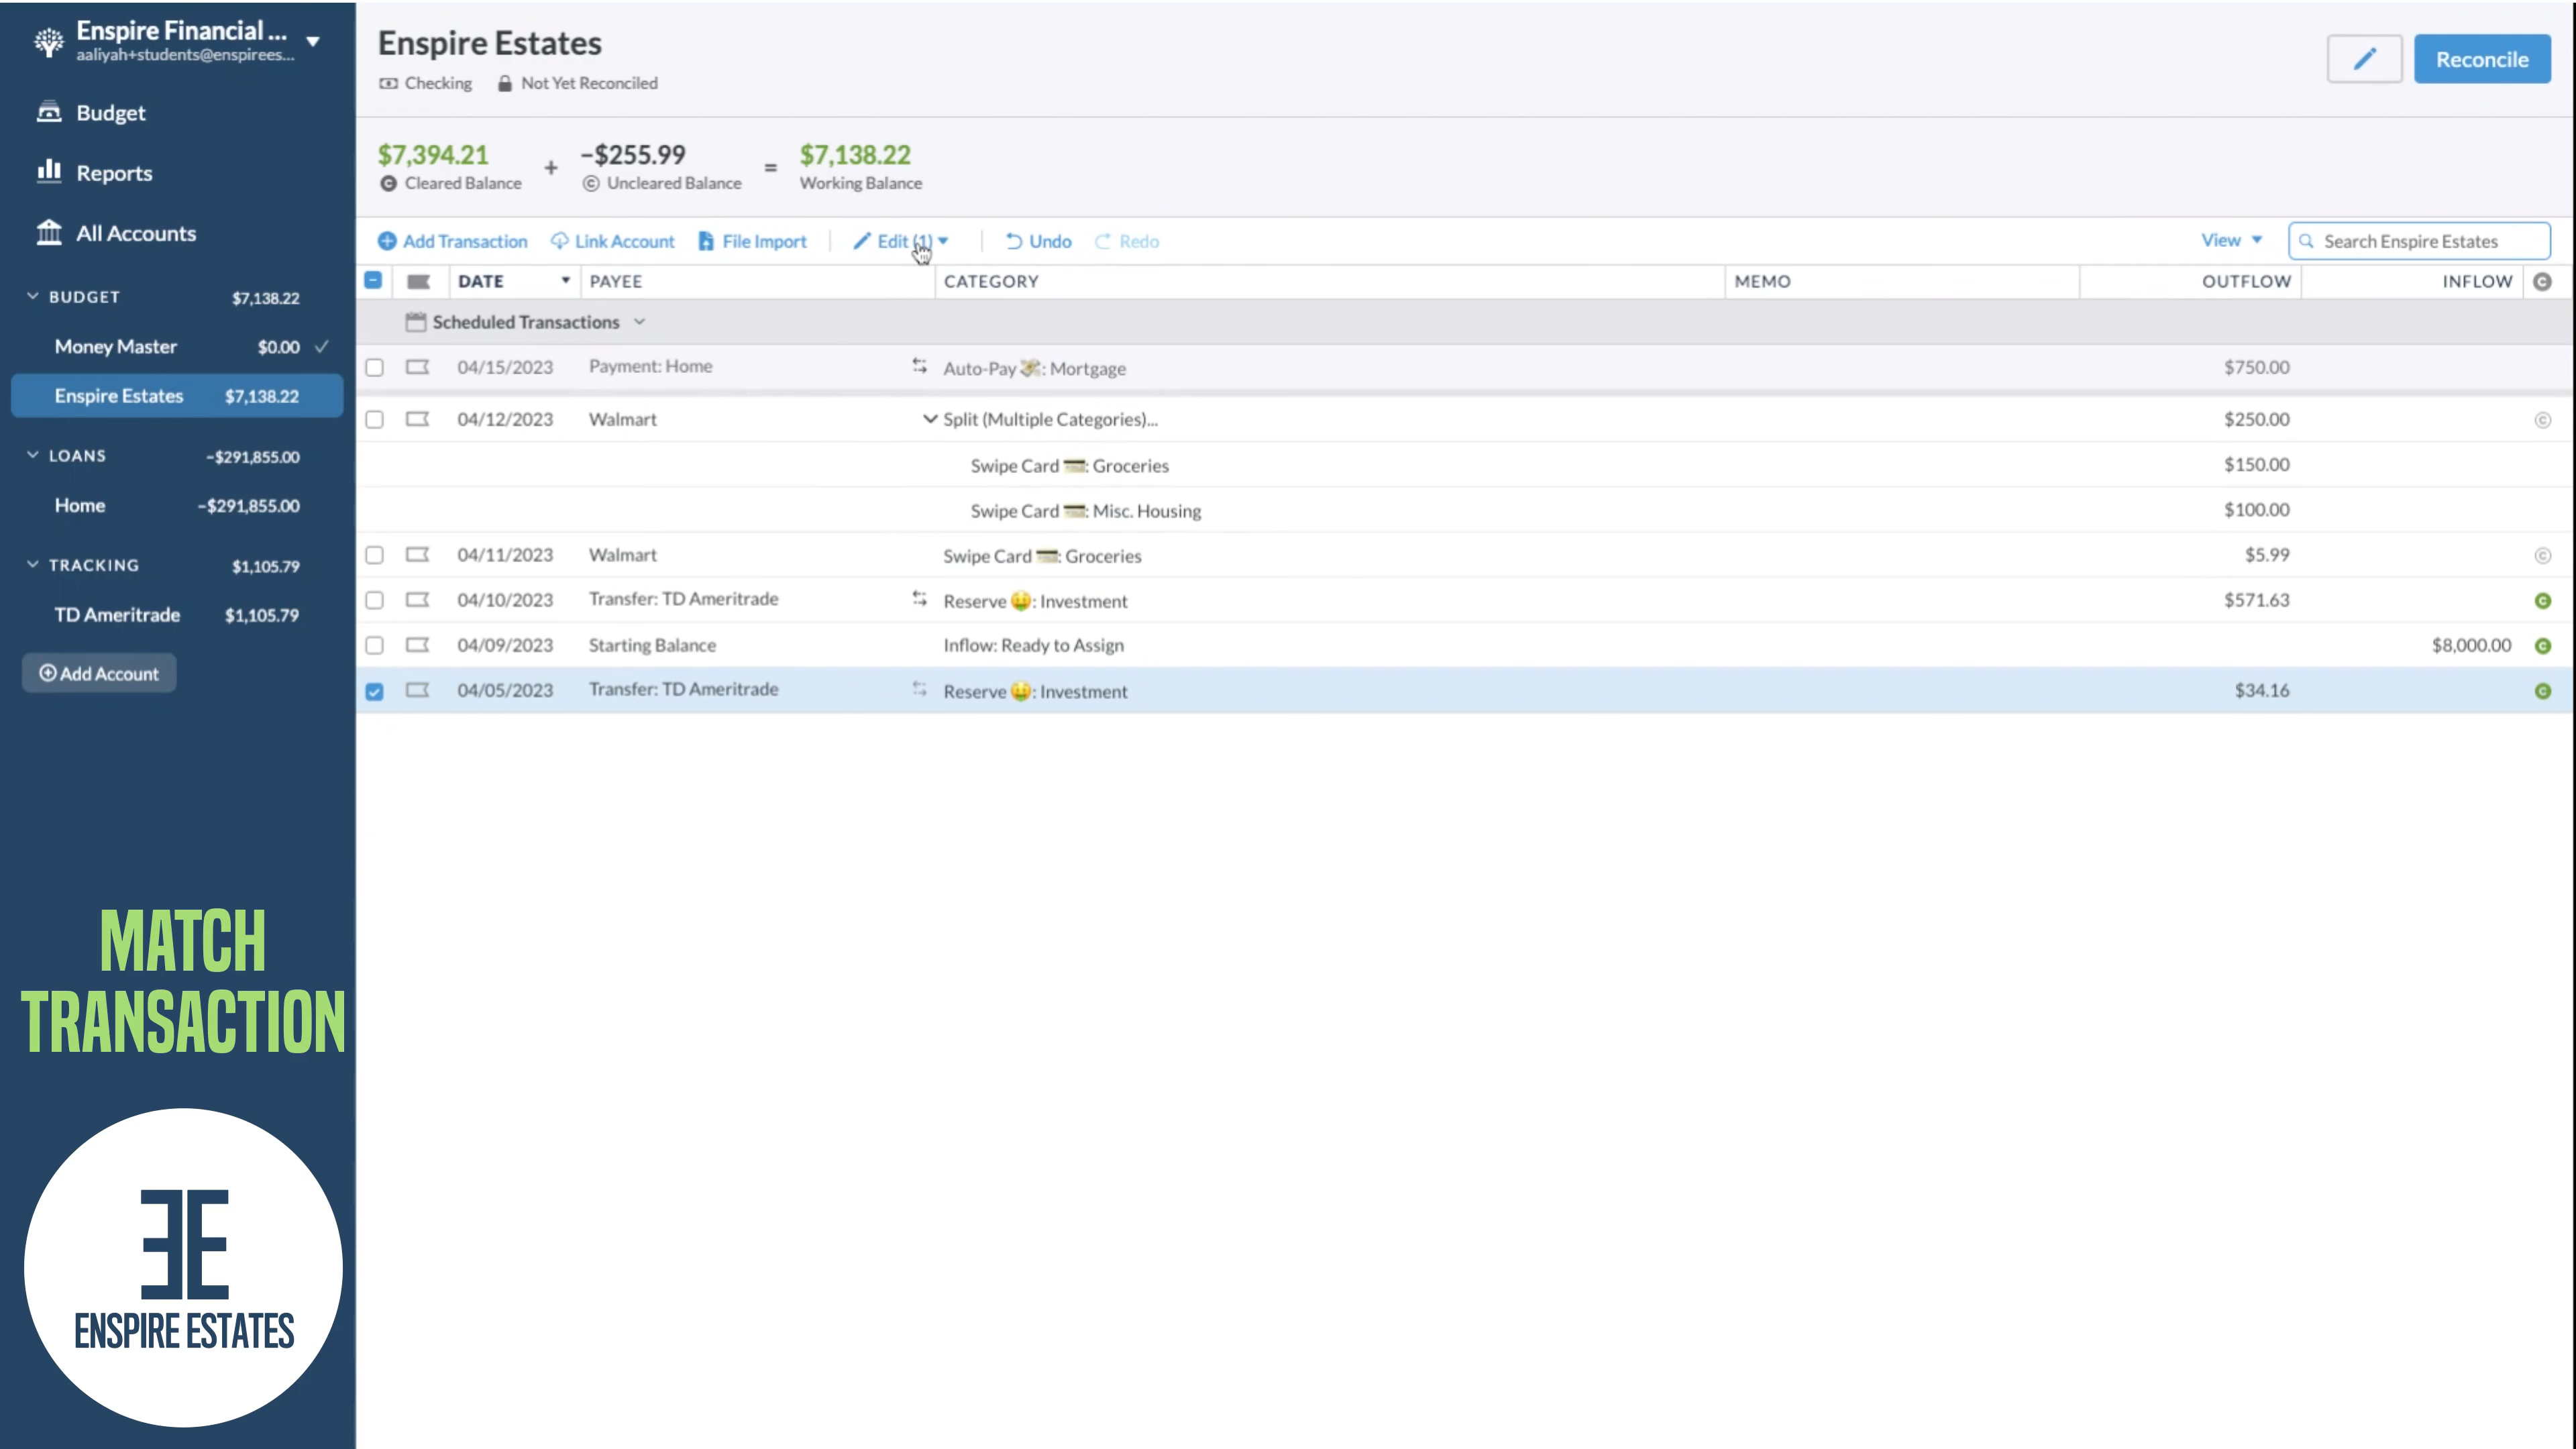 Enspire Financial ...
aaliyah+students@enspirees...
Budget
Reports
All Accounts
BUDGET $7,138.22
Money Master $0.00
Enspire Estates $7,138.22
LOANS −$291,855.00
Home −$291,855.00
TRACKING $1,105.79
TD Ameritrade $1,105.79
Add Account
MATCH
TRANSACTION
ENSPIRE ESTATES
Enspire Estates
Checking Not Yet Reconciled
Reconcile
$7,394.21 + −$255.99 = $7,138.22
Cleared Balance Uncleared Balance Working Balance
Add Transaction Link Account File Import Edit (1) Undo Redo View Search Enspire Estates
DATE PAYEE CATEGORY MEMO OUTFLOW INFLOW
Scheduled Transactions
04/15/2023 Payment: Home Auto-Pay 💸: Mortgage $750.00
04/12/2023 Walmart Split (Multiple Categories)... $250.00
Swipe Card 💳: Groceries $150.00
Swipe Card 💳: Misc. Housing $100.00
04/11/2023 Walmart Swipe Card 💳: Groceries $5.99
04/10/2023 Transfer: TD Ameritrade Reserve 🤑: Investment $571.63
04/09/2023 Starting Balance Inflow: Ready to Assign $8,000.00
04/05/2023 Transfer: TD Ameritrade Reserve 🤑: Investment $34.16